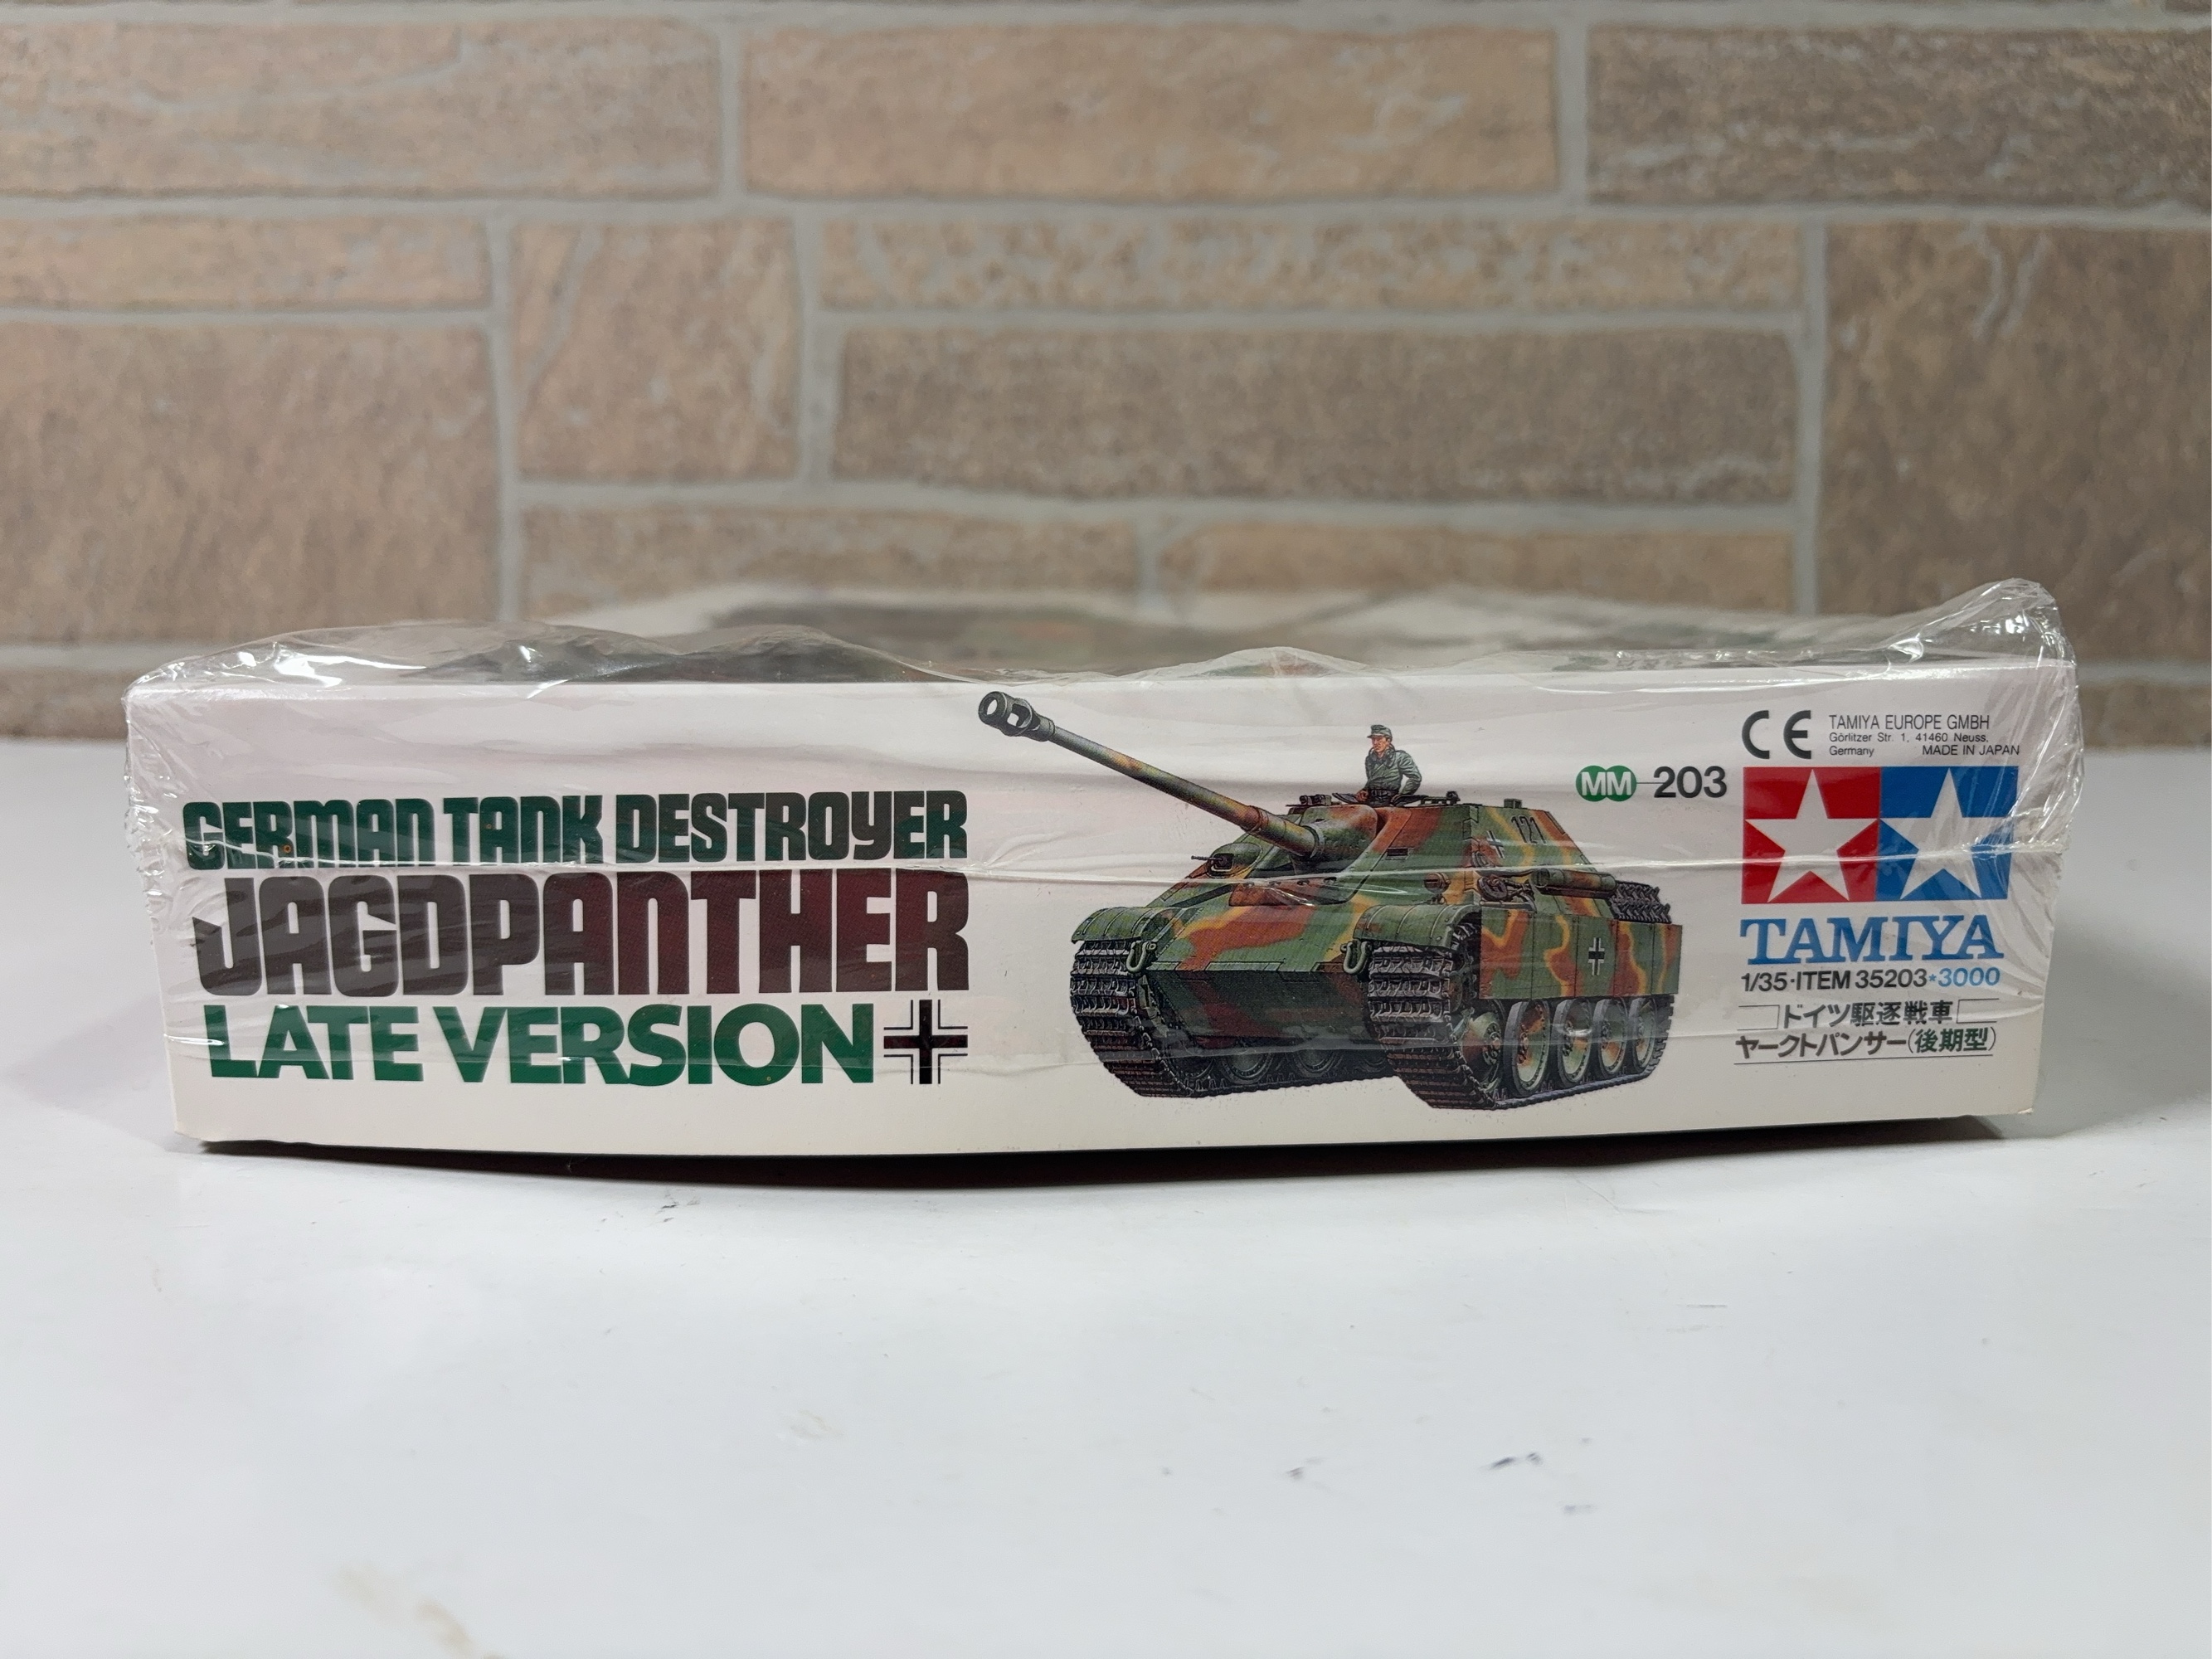 GERMAN TANK DESTROYER
JAGDPANTHER
LATE VERSION
121
MM 203
CE
TAMIYA EUROPE GMBH
Görlitzer Str. 1, 41460 Neuss.
Germany MADE IN JAPAN
TAMIYA
1/35・ITEM 35203★3000
ドイツ駆逐戦車
ヤークトパンサー(後期型)